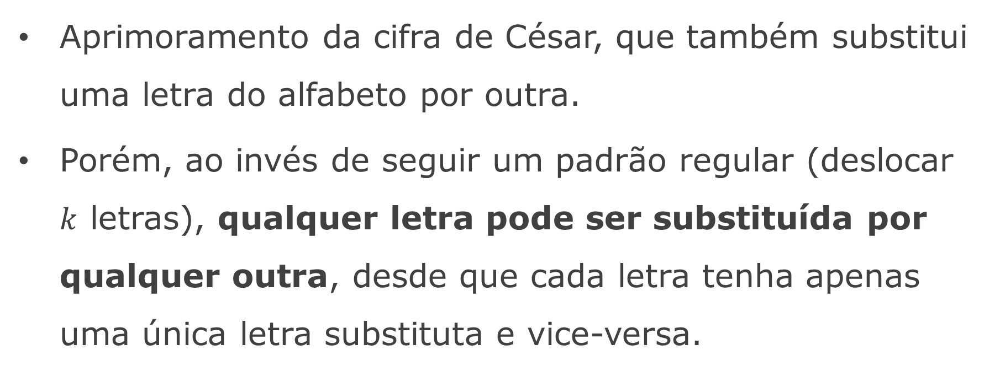 • Aprimoramento da cifra de César, que também substitui
uma letra do alfabeto por outra.
• Porém, ao invés de seguir um padrão regular (deslocar
k letras), qualquer letra pode ser substituída por
qualquer outra, desde que cada letra tenha apenas
uma única letra substituta e vice-versa.